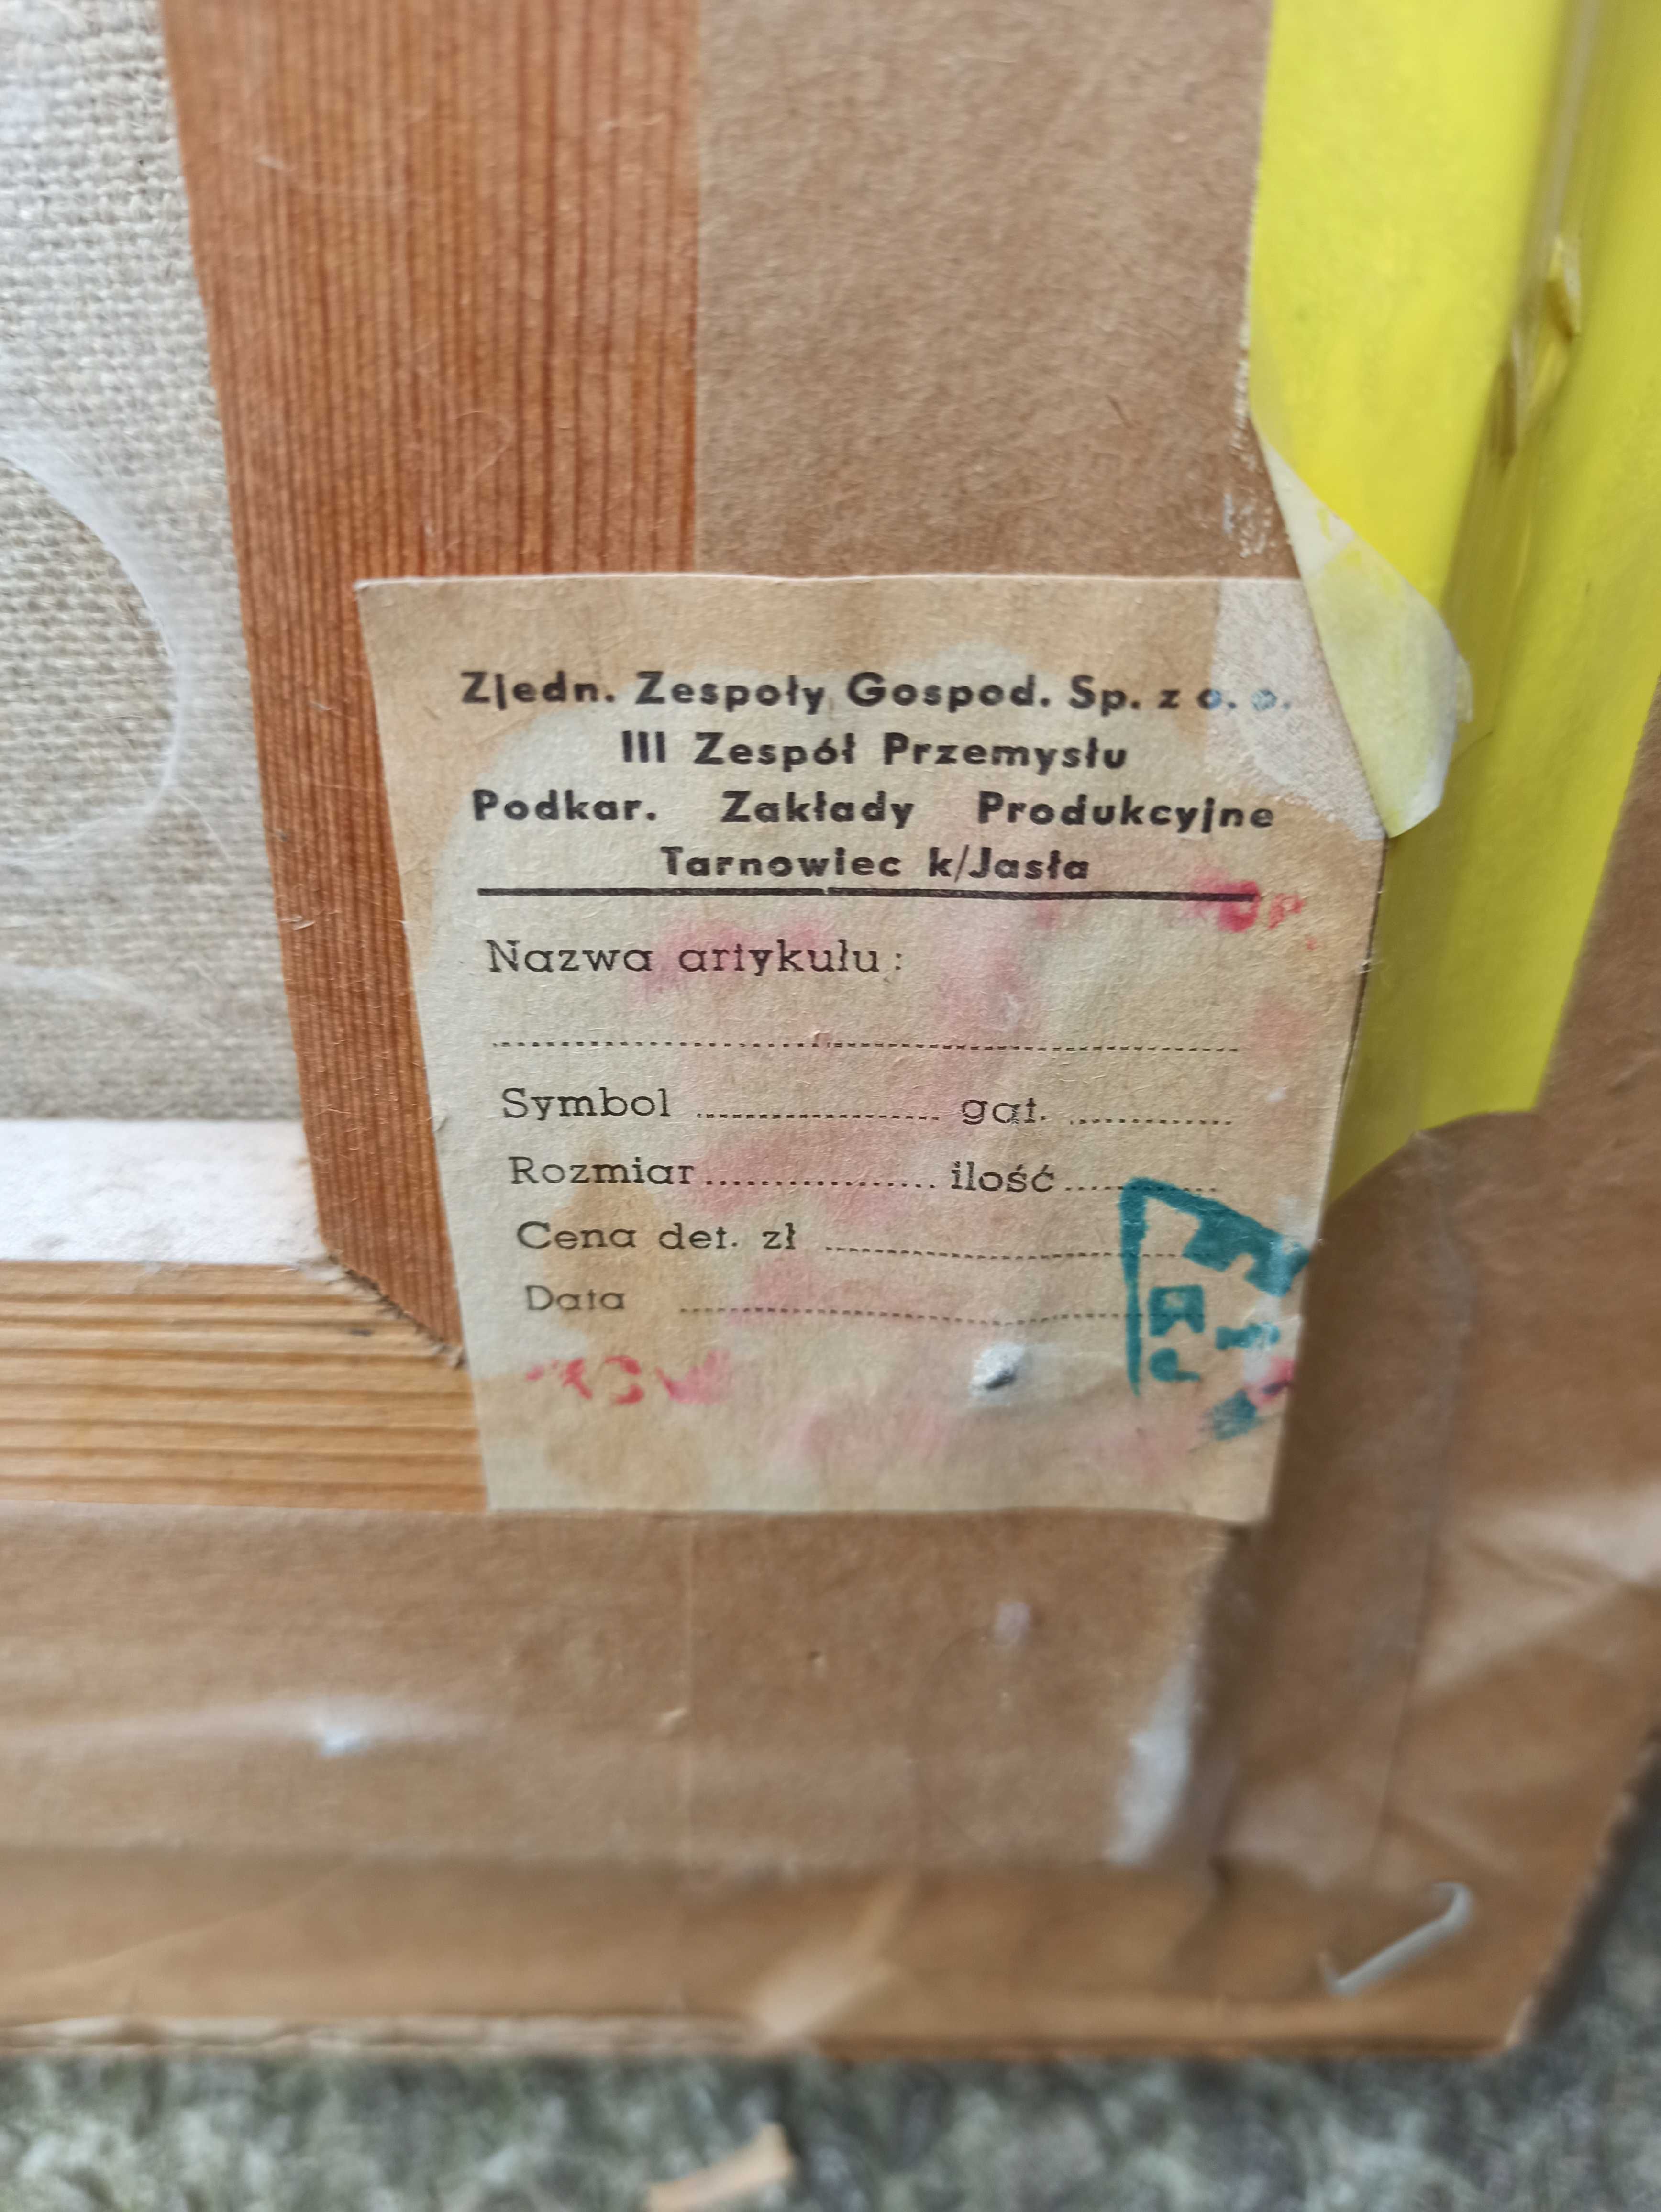 Zjedn. Zespoły Gospod. Sp. z o. o.
III Zespół Przemysłu
Podkar. Zakłady Produkcyjne
Tarnowiec k/Jasła
Nazwa artykułu:
Symbol gat.
Rozmiar ilość
Cena det. zł
Data